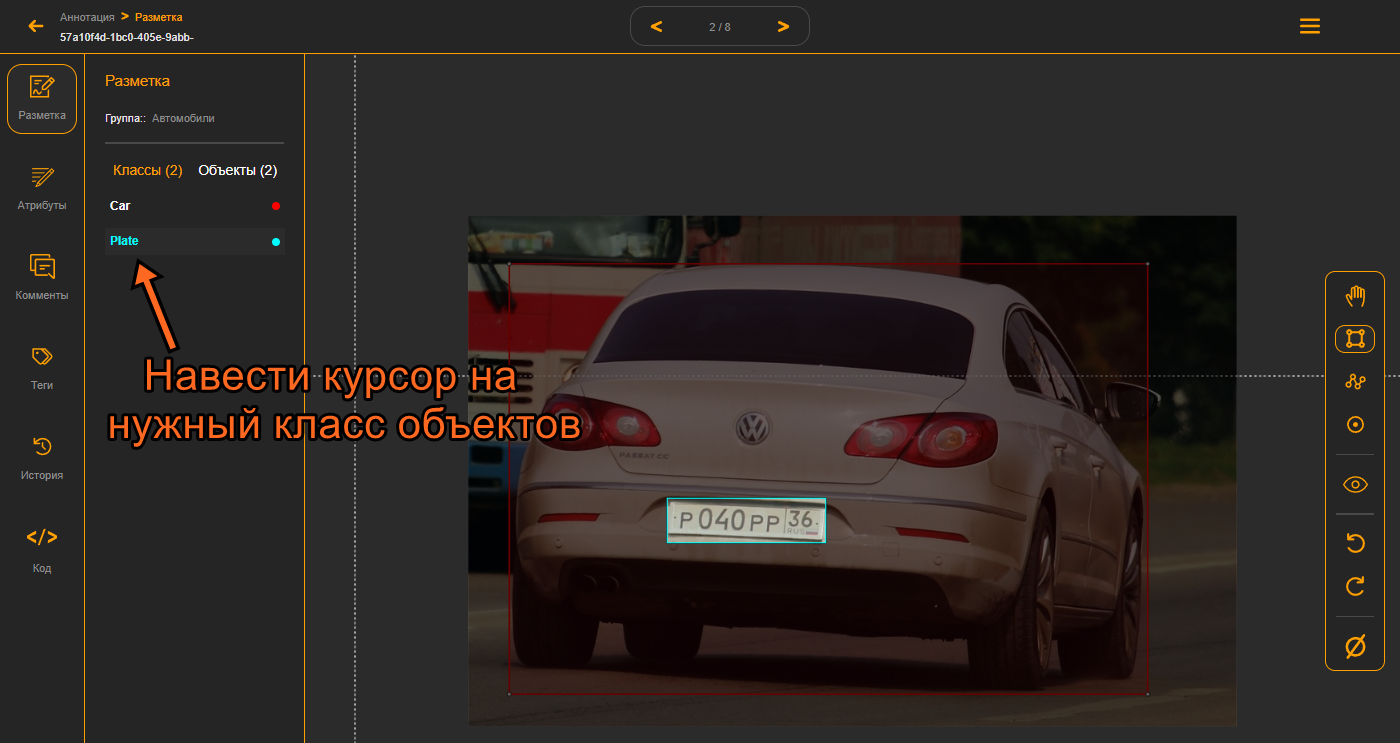 Аннотация > Разметка
57a10f4d-1bc0-405e-9abb-
2 / 8
Разметка
Атрибуты
Комменты
Теги
История
</>
Код
Разметка
Группа:: Автомобили
Классы (2) Объекты (2)
Car
Plate
Навести курсор на
нужный класс объектов
PASSAT CC
P 040 PP 36
RUS